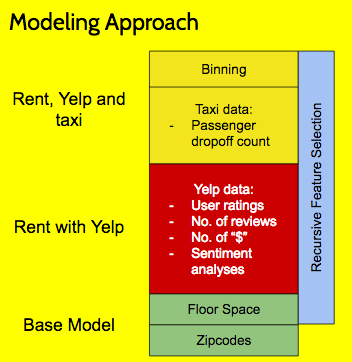 Modeling Approach
Binning
Rent, Yelp and
taxi
Taxi data:
- Passenger
dropoff count
Recursive Feature Selection
Rent with Yelp
Yelp data:
- User ratings
- No. of reviews
- No. of “$”
- Sentiment
analyses
Base Model
Floor Space
Zipcodes